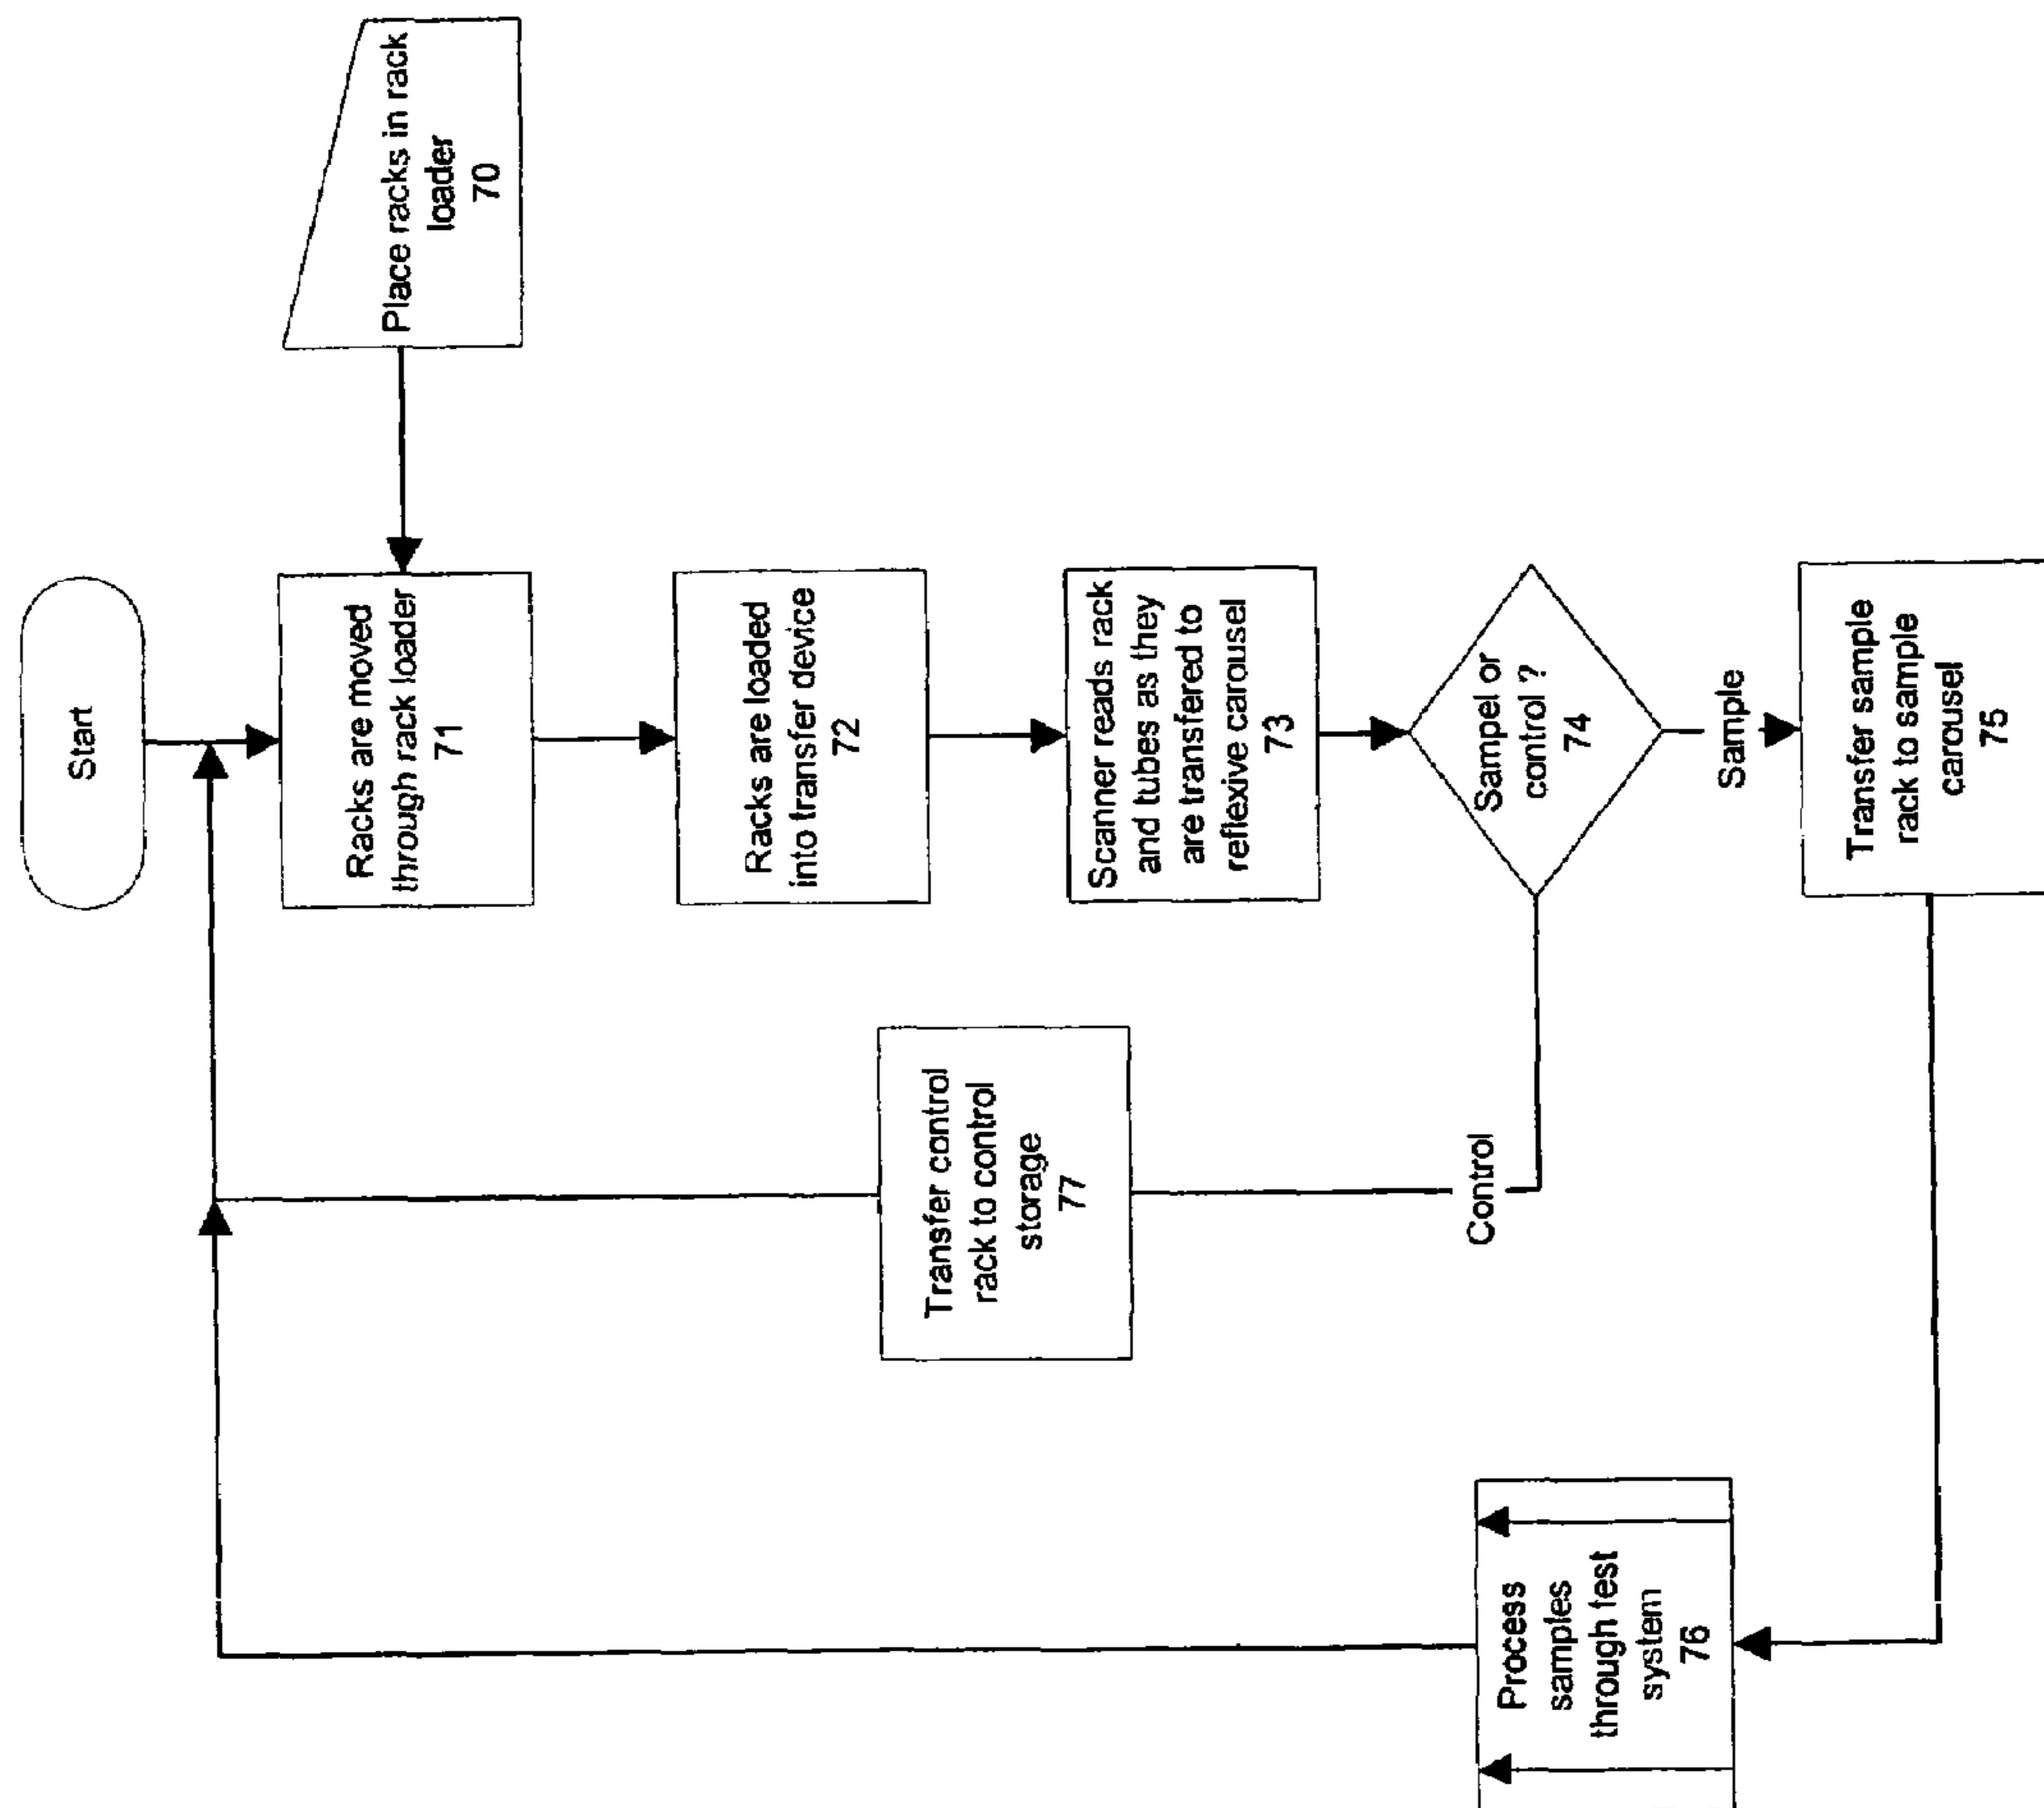 Start
Place racks in rack
loader
70
Racks are moved
through rack loader
71
Racks are loaded
into transfer device
72
Scanner reads rack
and tubes as they
are transfered to
reflexive carousel
73
Sampel or
control ?
74
Sample
Transfer sample
rack to sample
carousel
75
Control
Transfer control
rack to control
storage
77
Process
samples
through test
system
76